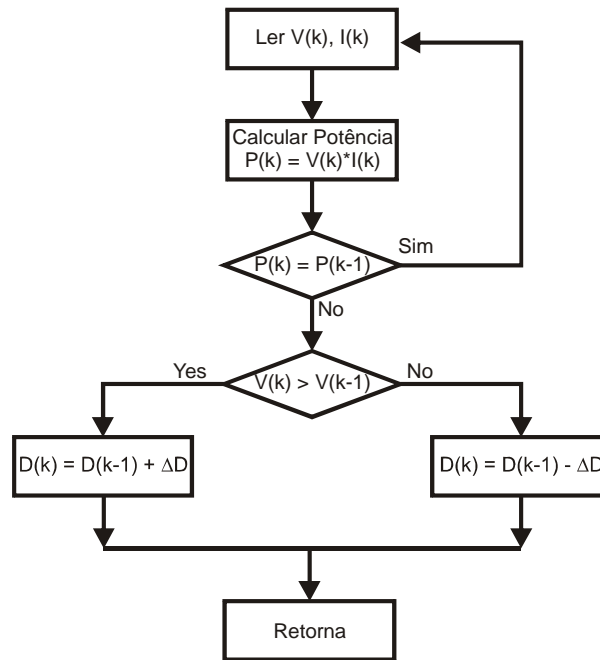 Ler V(k), I(k)
Calcular Potência
P(k) = V(k)*I(k)
Sim
P(k) = P(k-1)
No
Yes
V(k) > V(k-1)
No
D(k) = D(k-1) + ΔD
D(k) = D(k-1) - ΔD
Retorna